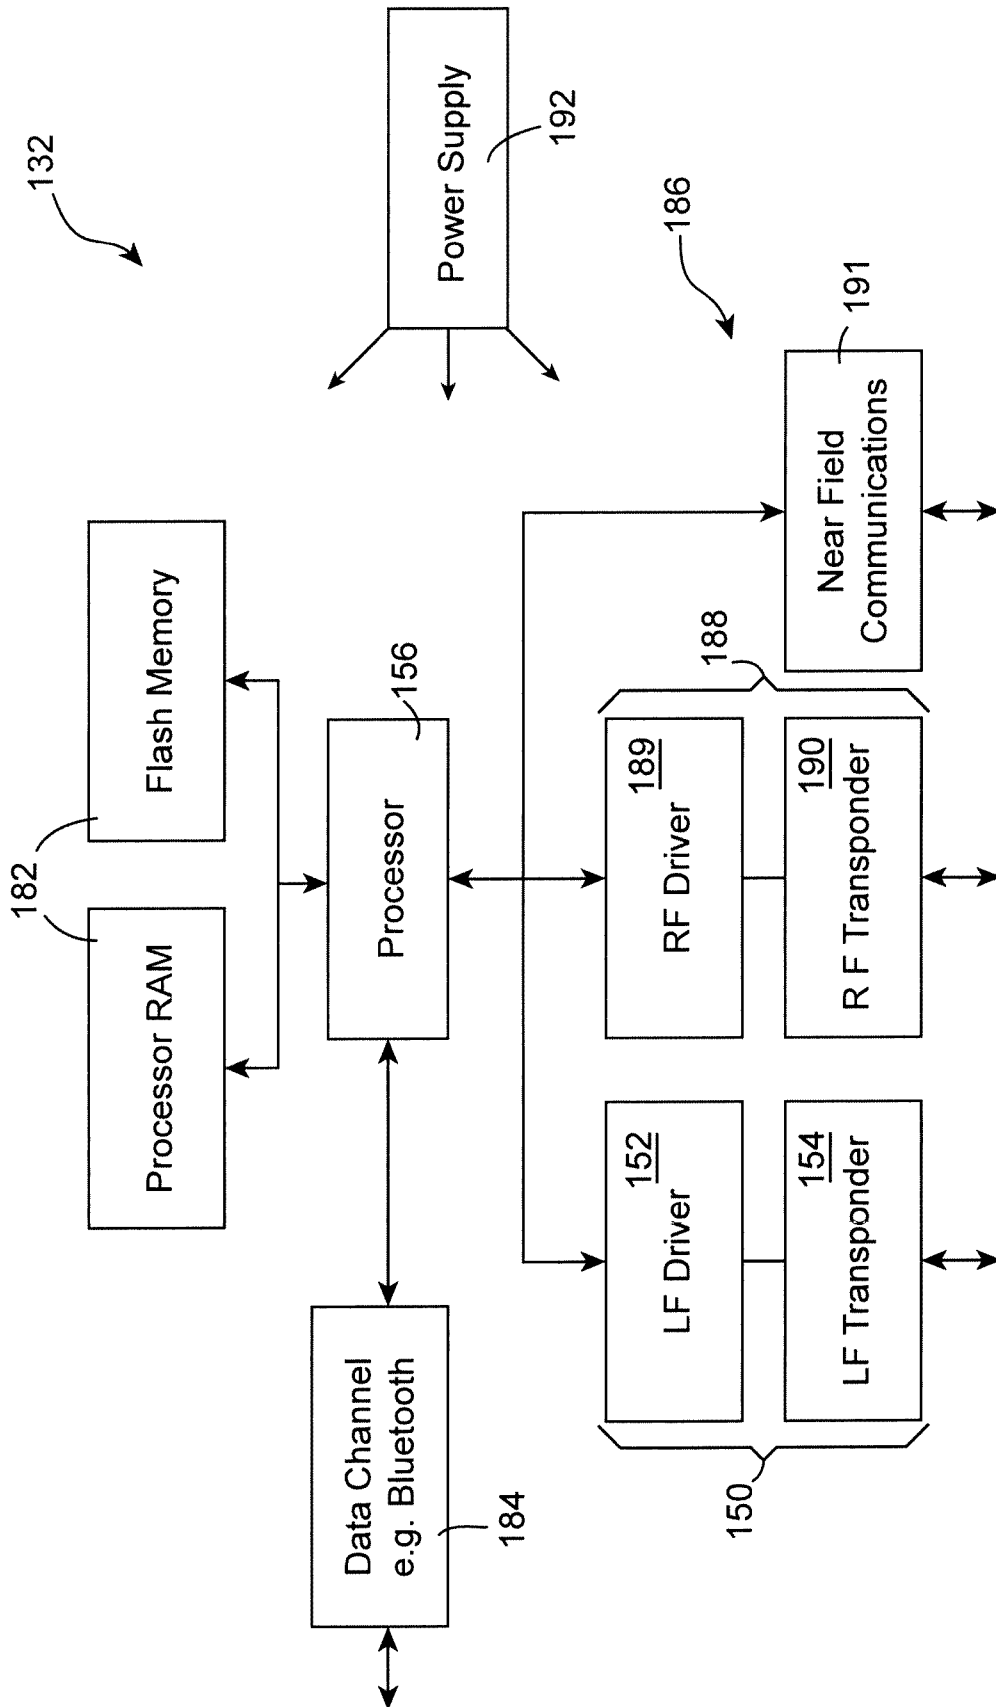 132
182
Processor RAM
Flash Memory
Power Supply
192
Data Channel
e.g. Bluetooth
184
Processor
156
186
150
152
LF Driver
154
LF Transponder
189
RF Driver
190
R F Transponder
188
Near Field
Communications
191